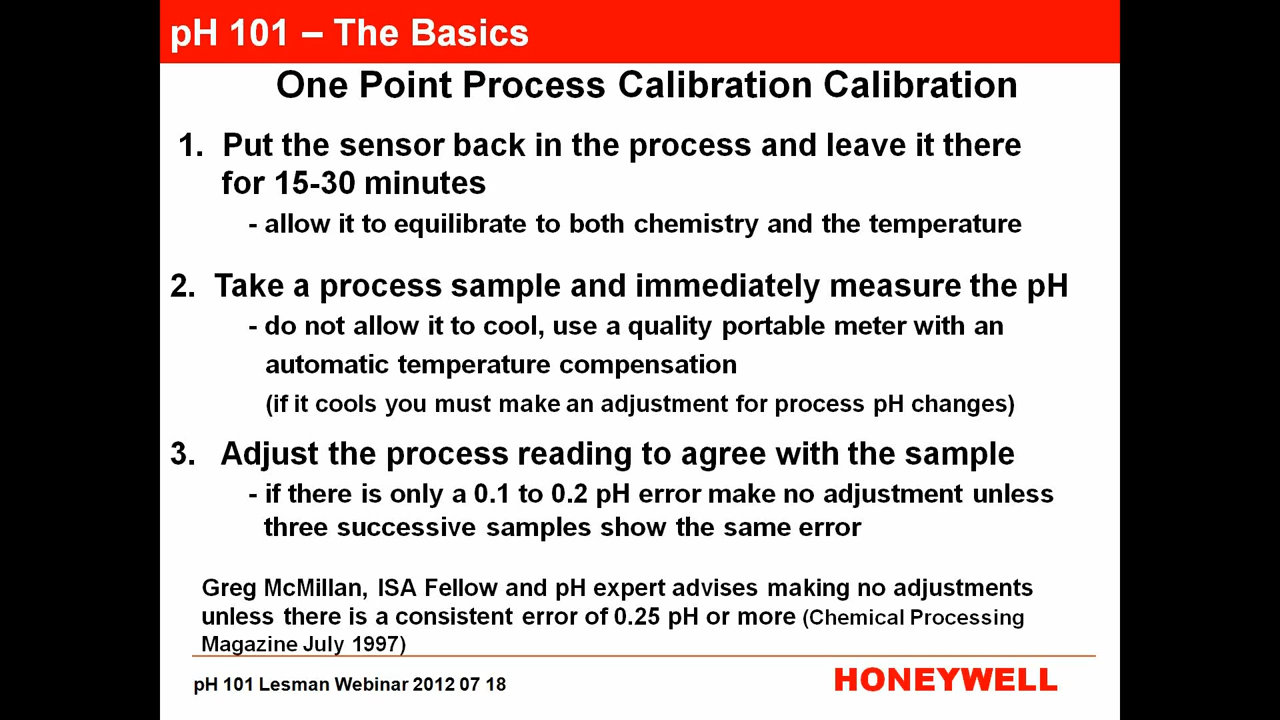 pH 101 – The Basics
One Point Process Calibration Calibration
1. Put the sensor back in the process and leave it there
for 15-30 minutes
- allow it to equilibrate to both chemistry and the temperature
2. Take a process sample and immediately measure the pH
- do not allow it to cool, use a quality portable meter with an
automatic temperature compensation
(if it cools you must make an adjustment for process pH changes)
3. Adjust the process reading to agree with the sample
- if there is only a 0.1 to 0.2 pH error make no adjustment unless
three successive samples show the same error
Greg McMillan, ISA Fellow and pH expert advises making no adjustments
unless there is a consistent error of 0.25 pH or more (Chemical Processing
Magazine July 1997)
pH 101 Lesman Webinar 2012 07 18
HONEYWELL